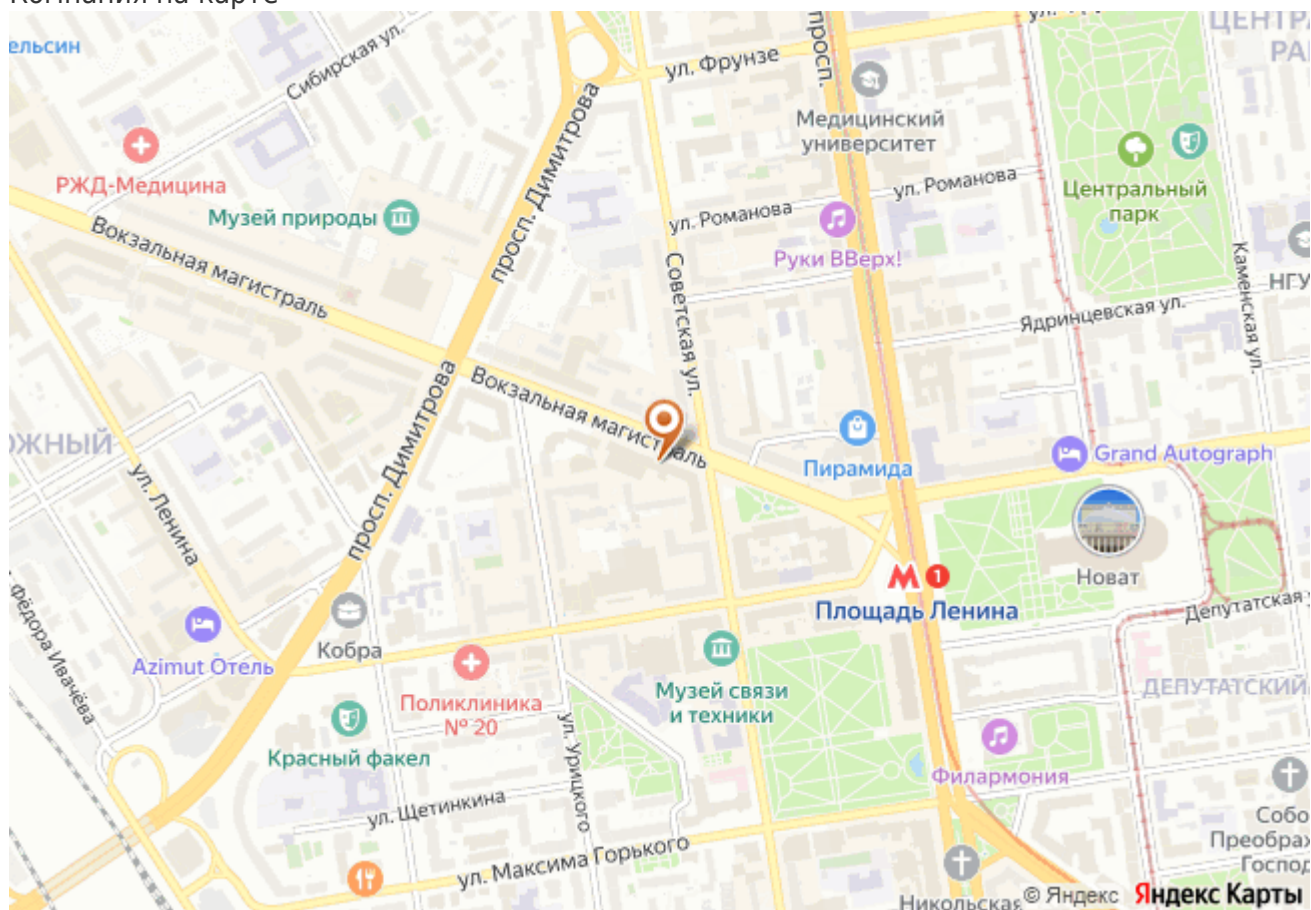 Компания на карте
ельсин
Сибирская ул.
ул. Фрунзе
просп.
ЦЕНТРА
РА
Медицинский
университет
РЖД-Медицина
Музей природы
просп. Димитрова
ул. Романова
ул. Романова
Центральный
парк
Вокзальная магистраль
Руки ВВерх!
Советская ул.
Каменская ул.
НГУ
Ядринцевская ул.
Вокзальная магистраль
просп. Димитрова
ОЖНЫЙ
ул. Ленина
Пирамида
Grand Autograph
Новат
1
Площадь Ленина
Депутатская
Фёдора Ивачёва
Azimut Отель
Кобра
Поликлиника
№ 20
Музей связи
и техники
ДЕПУТАТСКИЙ
Красный факел
ул. Урицкого
Филармония
ул. Щетинкина
ул. Максима Горького
Собо
Преображ
Господ
Никольская
© Яндекс Яндекс Карты